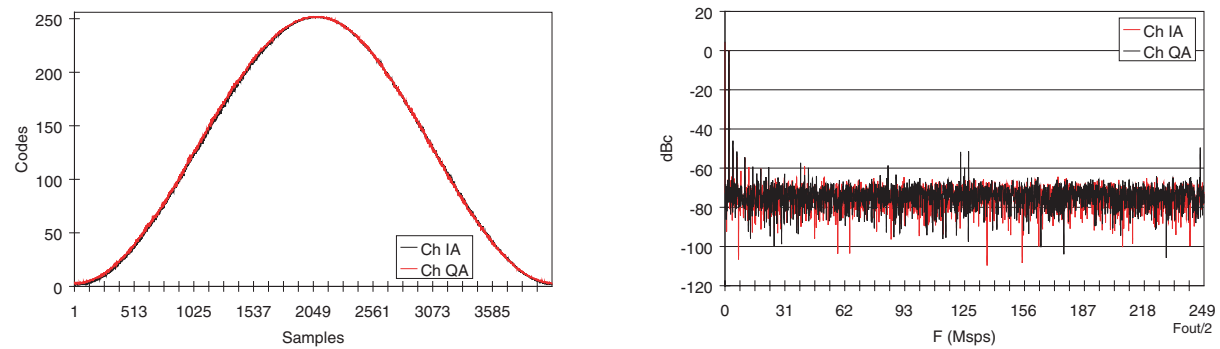 250
200
150
100
50
0
Codes
Ch IA
Ch QA
1 513 1025 1537 2049 2561 3073 3585
Samples
20
0
-20
-40
-60
-80
-100
-120
dBc
Ch IA
Ch QA
0 31 62 93 125 156 187 218 249
Fout/2
F (Msps)